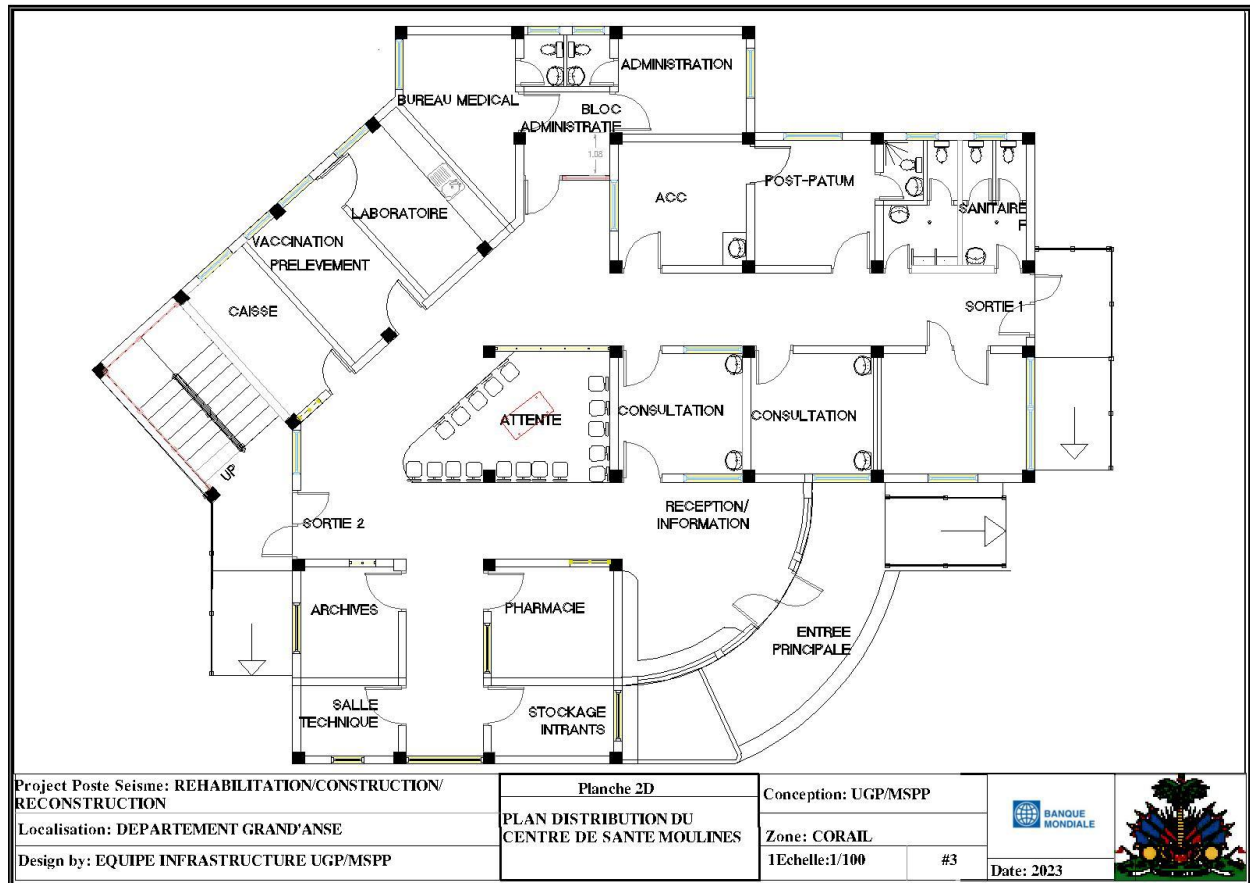 ADMINISTRATION
BUREAU MEDICAL
BLOC
ADMINISTRATIF
1.08
ACC
POST-PATUM
SANITAIRE
F
LABORATOIRE
VACCINATION
PRELEVEMENT
CAISSE
SORTIE 1
ATTENTE
CONSULTATION
CONSULTATION
UP
RECEPTION/
INFORMATION
SORTIE 2
ARCHIVES
PHARMACIE
ENTREE
PRINCIPALE
SALLE
TECHNIQUE
STOCKAGE
INTRANTS
Project Poste Seisme: REHABILITATION/CONSTRUCTION/
RECONSTRUCTION
Localisation: DEPARTEMENT GRAND'ANSE
Design by: EQUIPE INFRASTRUCTURE UGP/MSPP
Planche 2D
PLAN DISTRIBUTION DU
CENTRE DE SANTE MOULINES
Conception: UGP/MSPP
Zone: CORAIL
1Echelle:1/100
#3
BANQUE
MONDIALE
Date: 2023